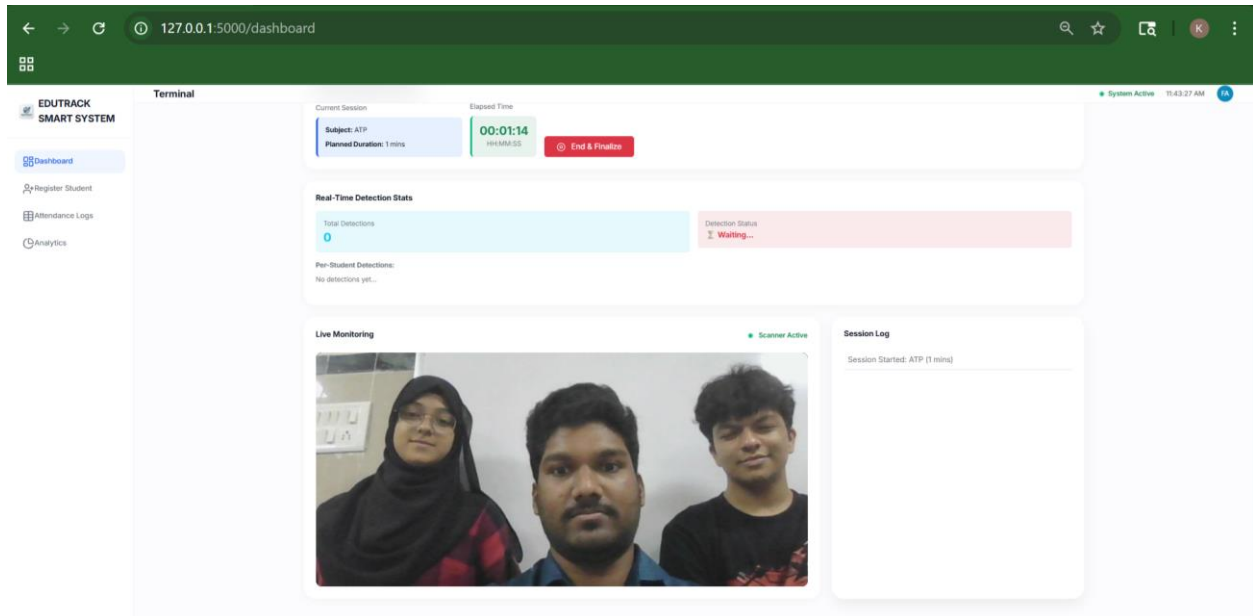 127.0.0.1:5000/dashboard
K
EDUTRACK
SMART SYSTEM
Terminal
System Active 11:43:27 AM FA
Dashboard
Register Student
Attendance Logs
Analytics
Current Session
Subject: ATP
Planned Duration: 1 mins
Elapsed Time
00:01:14
HH:MM:SS
End & Finalize
Real-Time Detection Stats
Total Detections
0
Detection Status
Waiting...
Per-Student Detections:
No detections yet...
Live Monitoring
Scanner Active
Session Log
Session Started: ATP (1 mins)